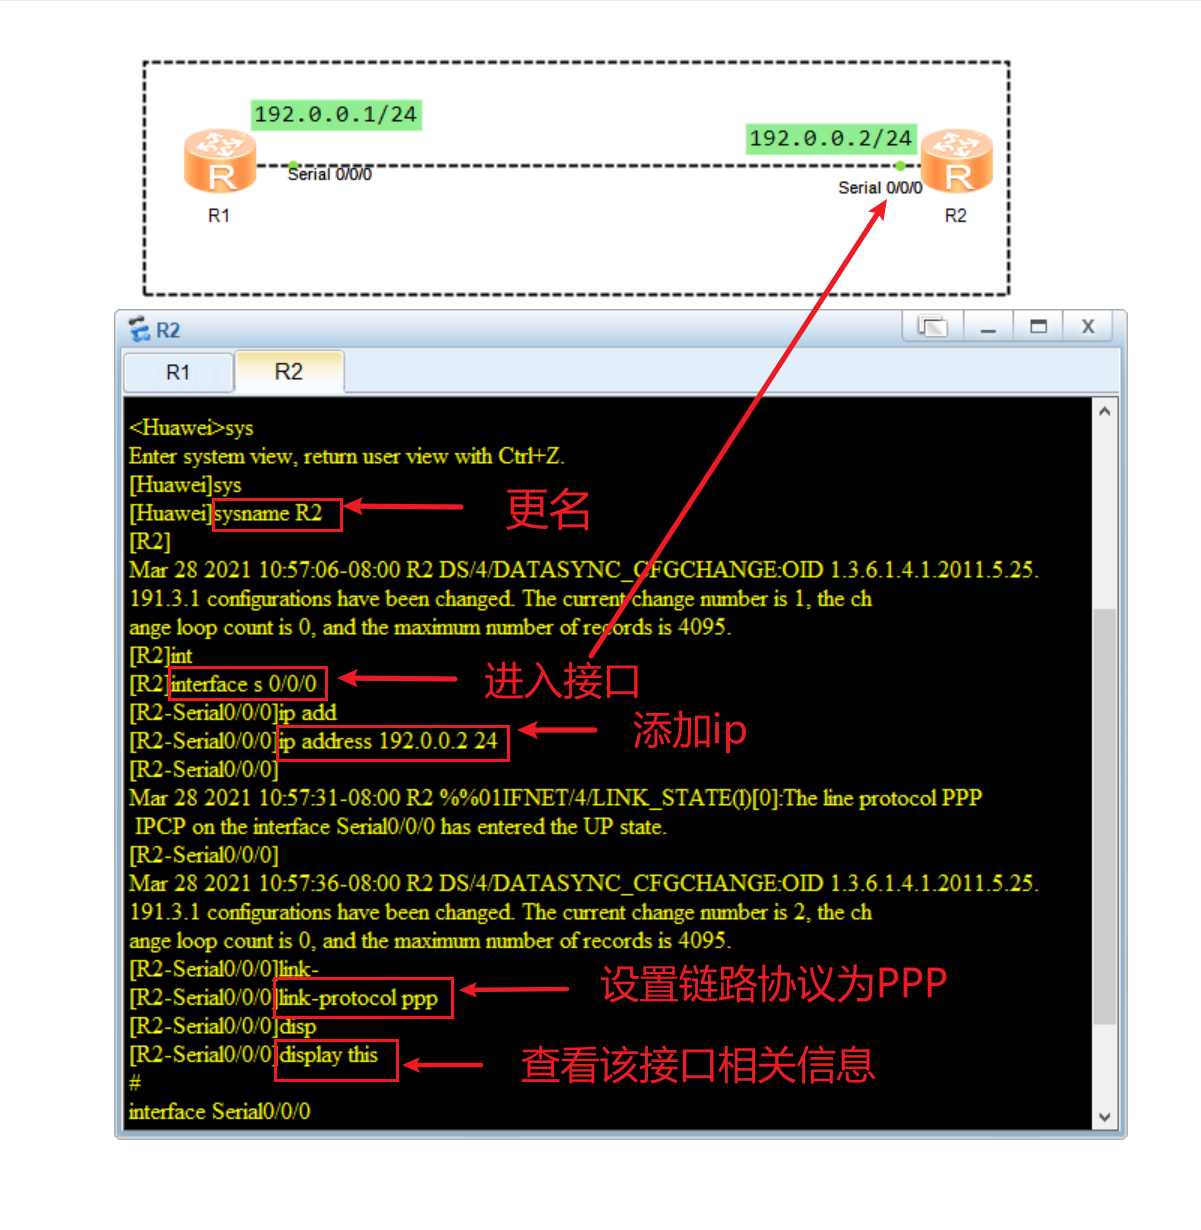 192.0.0.1/24
192.0.0.2/24
Serial 0/0/0
Serial 0/0/0
R
R
R1
R2
R2
R1
R2
<Huawei>sys
Enter system view, return user view with Ctrl+Z.
[Huawei]sys
[Huawei]sysname R2
更名
[R2]
Mar 28 2021 10:57:06-08:00 R2 DS/4/DATASYNC_CFGCHANGE:OID 1.3.6.1.4.1.2011.5.25.
191.3.1 configurations have been changed. The current change number is 1, the ch
ange loop count is 0, and the maximum number of records is 4095.
[R2]int
[R2]interface s 0/0/0
进入接口
[R2-Serial0/0/0]ip add
[R2-Serial0/0/0]ip address 192.0.0.2 24
添加ip
[R2-Serial0/0/0]
Mar 28 2021 10:57:31-08:00 R2 %%01IFNET/4/LINK_STATE(l)[0]:The line protocol PPP
IPCP on the interface Serial0/0/0 has entered the UP state.
[R2-Serial0/0/0]
Mar 28 2021 10:57:36-08:00 R2 DS/4/DATASYNC_CFGCHANGE:OID 1.3.6.1.4.1.2011.5.25.
191.3.1 configurations have been changed. The current change number is 2, the ch
ange loop count is 0, and the maximum number of records is 4095.
[R2-Serial0/0/0]link-
[R2-Serial0/0/0]link-protocol ppp
设置链路协议为PPP
[R2-Serial0/0/0]disp
[R2-Serial0/0/0]display this
查看该接口相关信息
#
interface Serial0/0/0